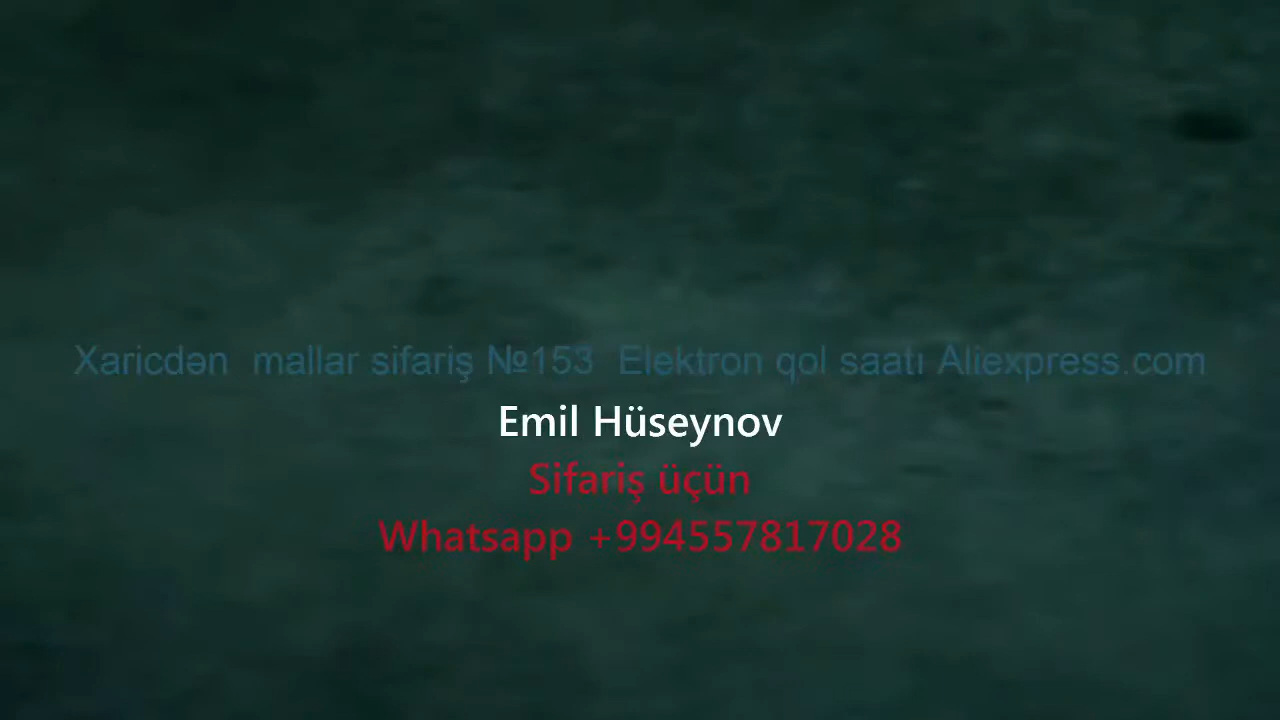 Xaricdən mallar sifariş №153 Elektron qol saatı Aliexpress.com
Emil Hüseynov
Sifariş üçün
Whatsapp +994557817028